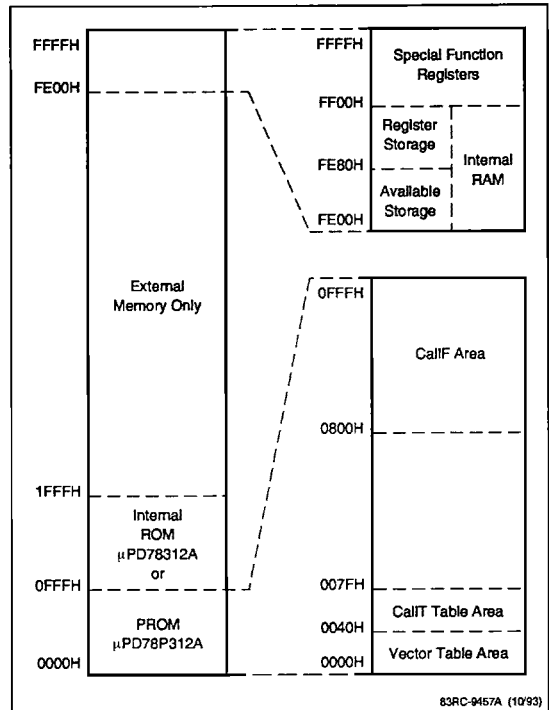 FFFFH
FE00H
External
Memory Only
1FFFH
Internal
ROM
μPD78312A
or
0FFFH
PROM
μPD78P312A
0000H
FFFFH
Special Function
Registers
FF00H
Register
Storage
Internal
RAM
FE80H
Available
Storage
FE00H
0FFFH
CallF Area
0800H
007FH
CallT Table Area
0040H
Vector Table Area
0000H
83RC-9457A (10/93)